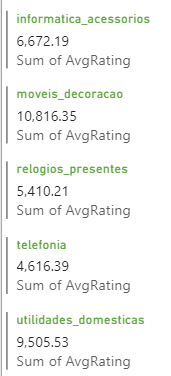 informatica_acessorios
6,672.19
Sum of AvgRating
moveis_decoracao
10,816.35
Sum of AvgRating
relogios_presentes
5,410.21
Sum of AvgRating
telefonia
4,616.39
Sum of AvgRating
utilidades_domesticas
9,505.53
Sum of AvgRating